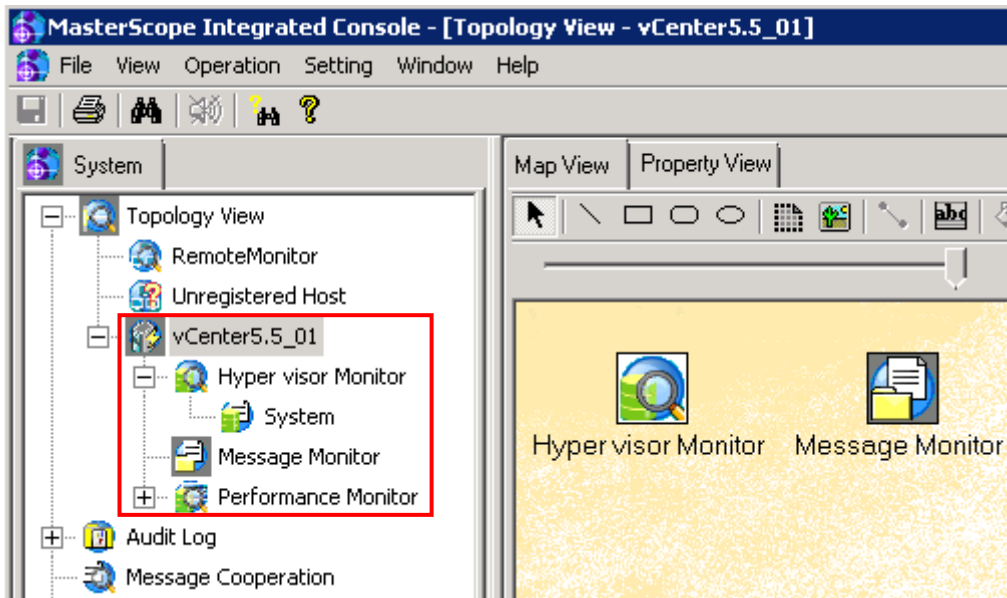 MasterScope Integrated Console - [Topology View - vCenter5.5_01]
File View Operation Setting Window Help
System
Map View Property View
Topology View
RemoteMonitor
Unregistered Host
vCenter5.5_01
Hyper visor Monitor
System
Message Monitor
Performance Monitor
Audit Log
Message Cooperation
abc
Hyper visor Monitor Message Monitor